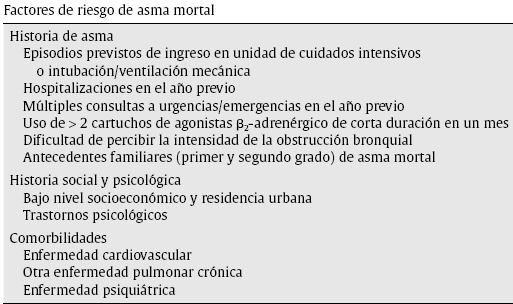 Factores de riesgo de asma mortal
Historia de asma
Episodios previstos de ingreso en unidad de cuidados intensivos
o intubación/ventilación mecánica
Hospitalizaciones en el año previo
Múltiples consultas a urgencias/emergencias en el año previo
Uso de > 2 cartuchos de agonistas β₂-adrenérgico de corta duración en un mes
Dificultad de percibir la intensidad de la obstrucción bronquial
Antecedentes familiares (primer y segundo grado) de asma mortal
Historia social y psicológica
Bajo nivel socioeconómico y residencia urbana
Trastornos psicológicos
Comorbilidades
Enfermedad cardiovascular
Otra enfermedad pulmonar crónica
Enfermedad psiquiátrica